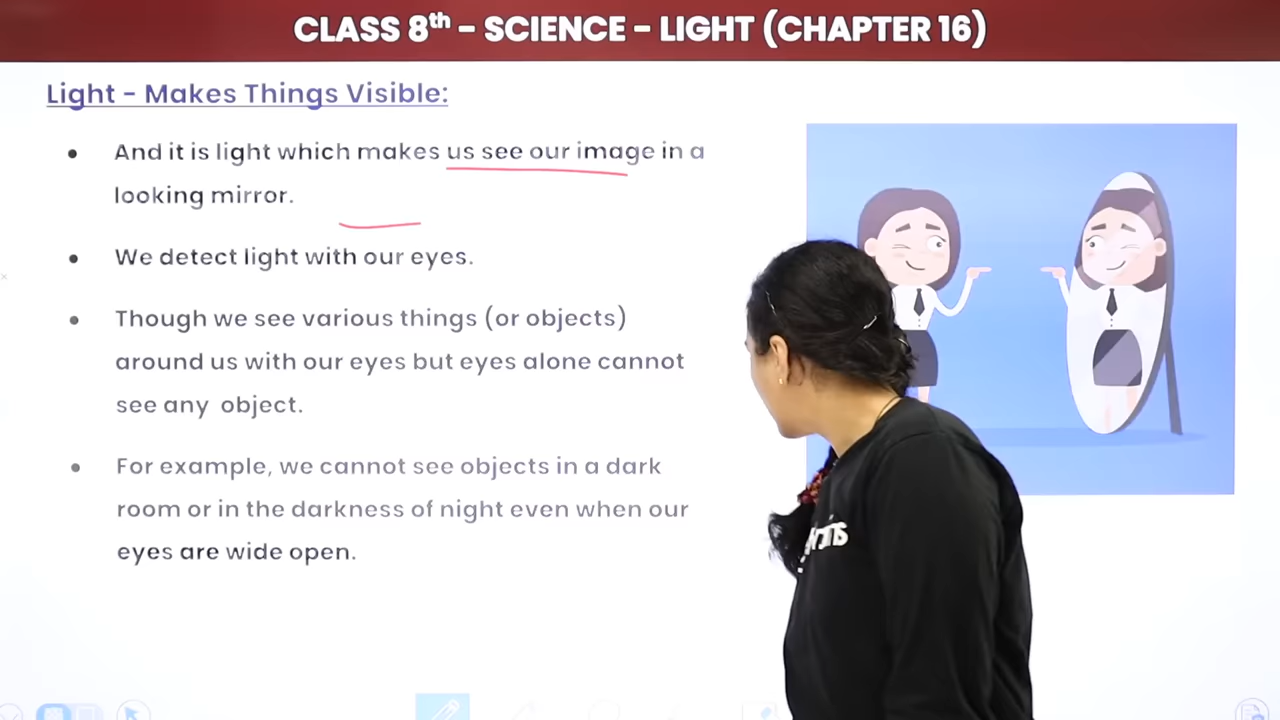 CLASS 8th - SCIENCE - LIGHT (CHAPTER 16)
Light - Makes Things Visible:
• And it is light which makes us see our image in a
looking mirror.
• We detect light with our eyes.
• Though we see various things (or objects)
around us with our eyes but eyes alone cannot
see any object.
• For example, we cannot see objects in a dark
room or in the darkness of night even when our
eyes are wide open.